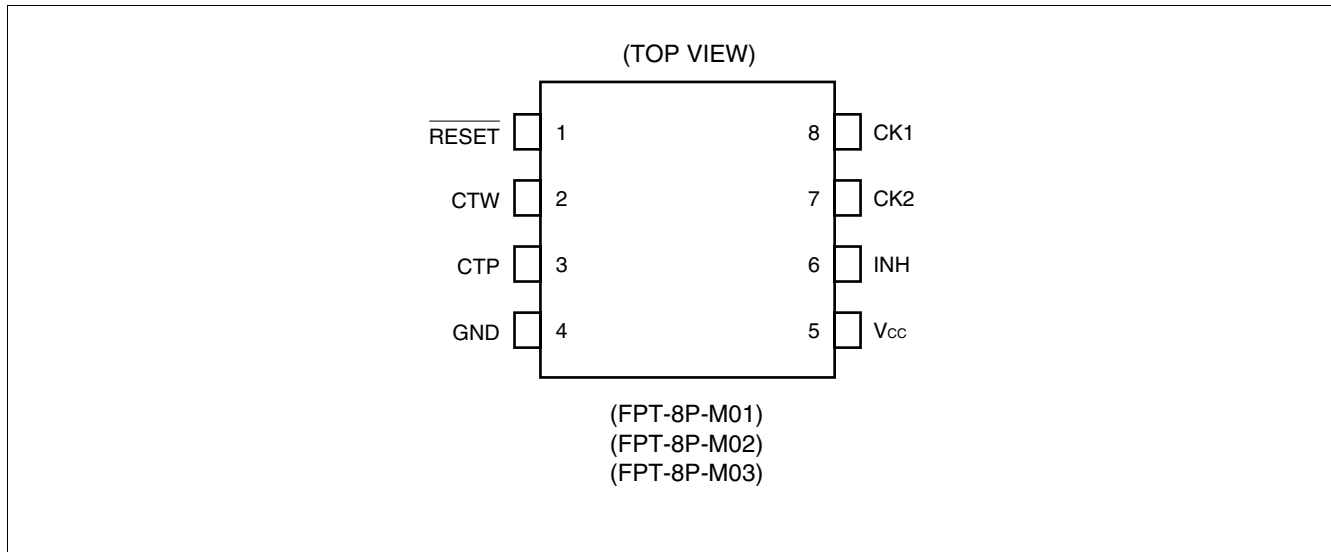 (TOP VIEW)
RESET 1 8 CK1
CTW 2 7 CK2
CTP 3 6 INH
GND 4 5 Vcc
(FPT-8P-M01)
(FPT-8P-M02)
(FPT-8P-M03)